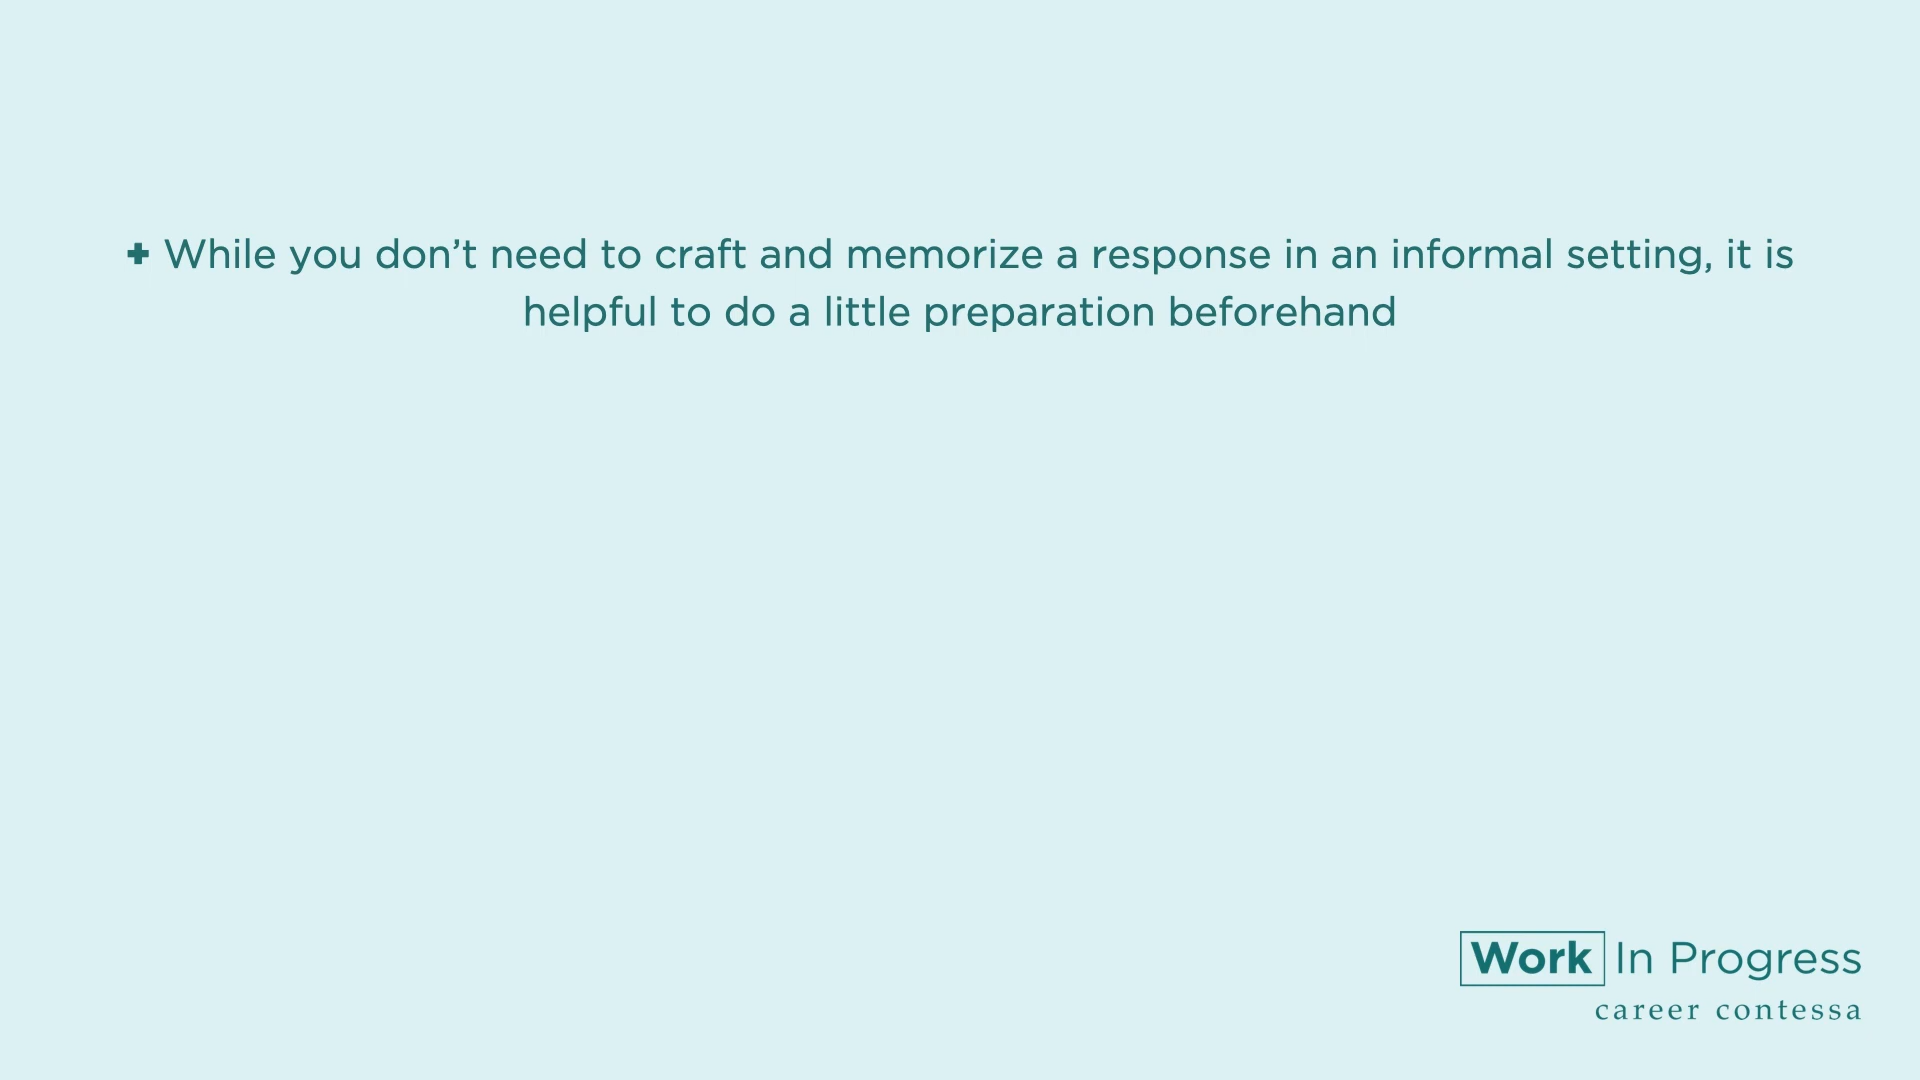 + While you don’t need to craft and memorize a response in an informal setting, it is
helpful to do a little preparation beforehand
Work In Progress
career contessa